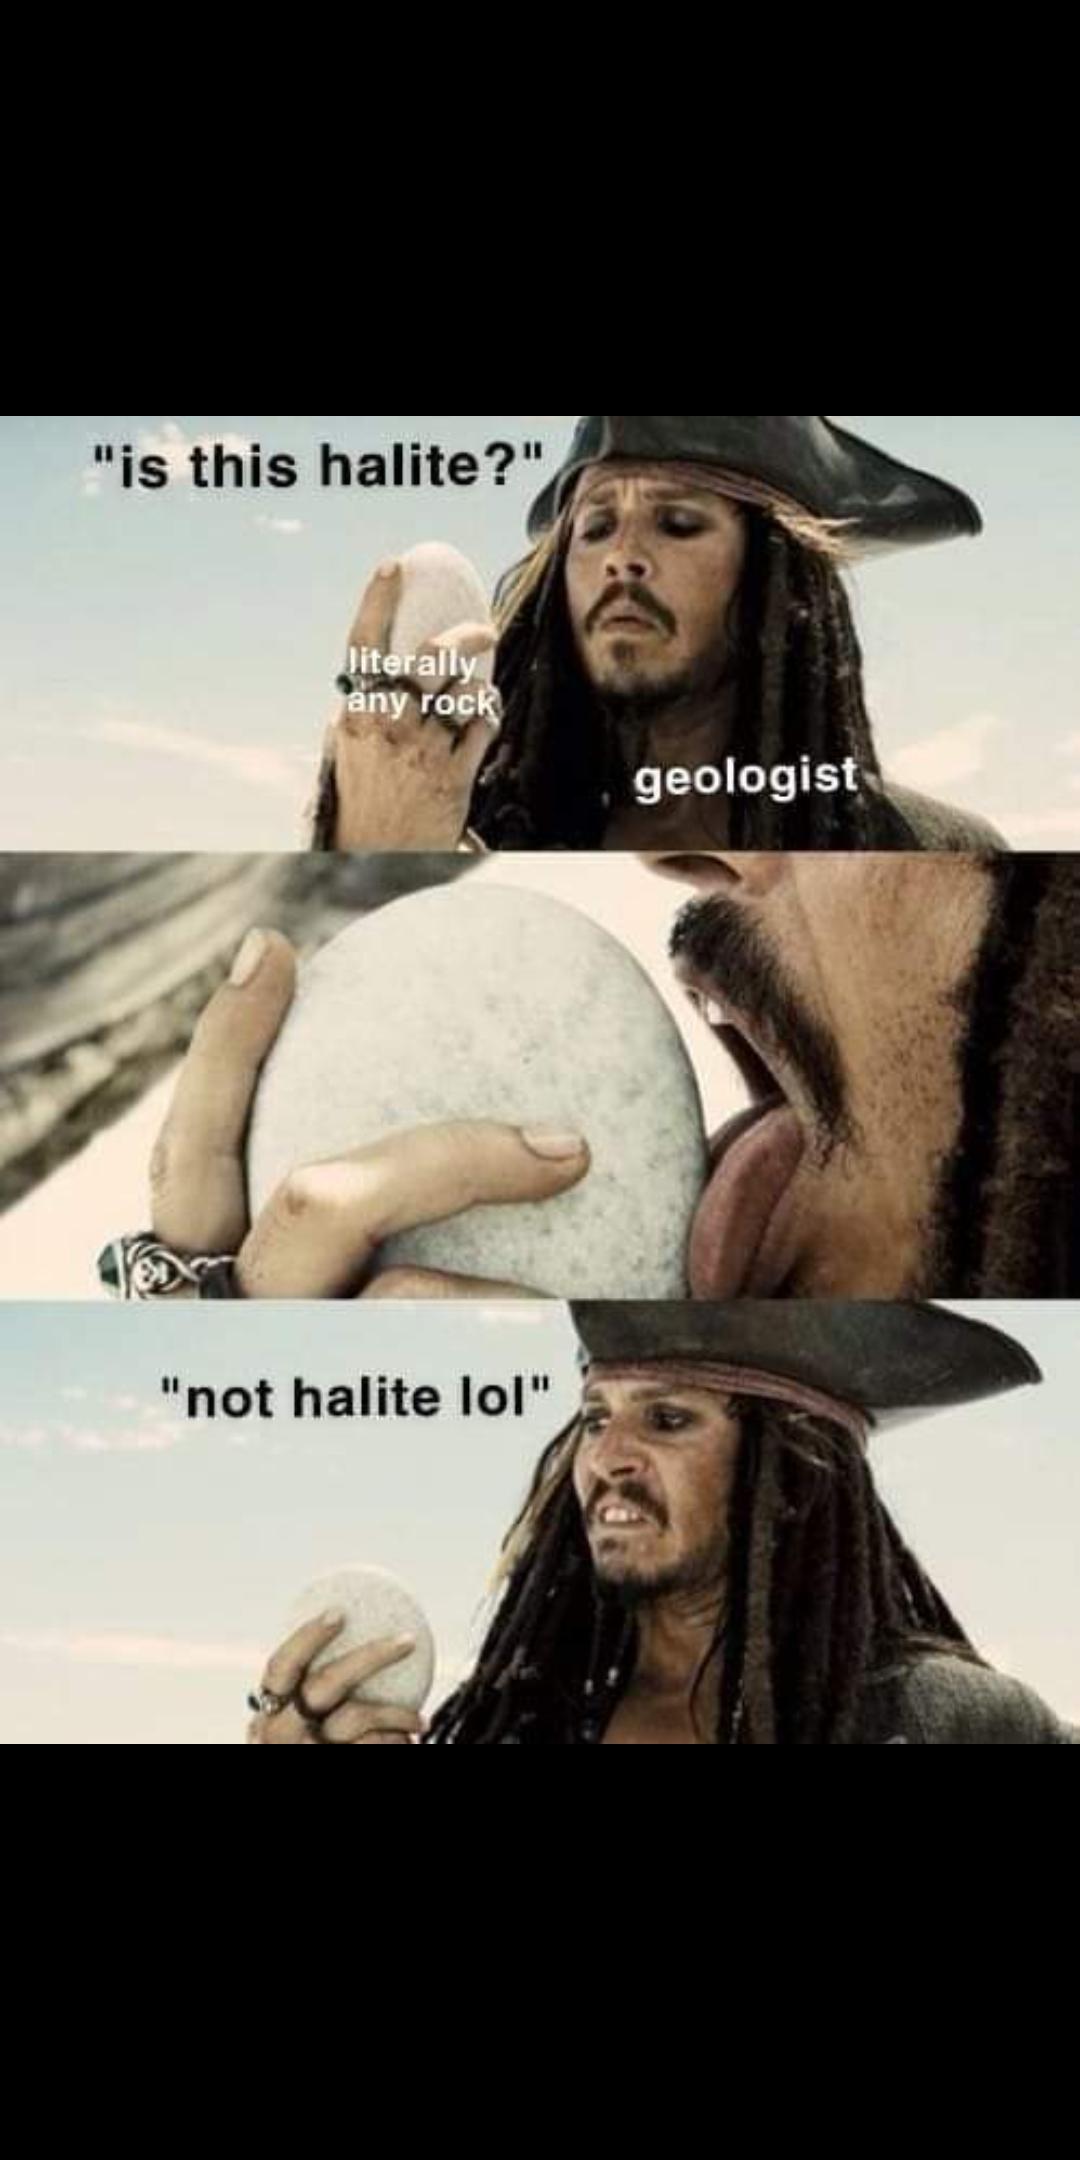 "is this halite?"
literally
any rock
geologist
"not halite lol"